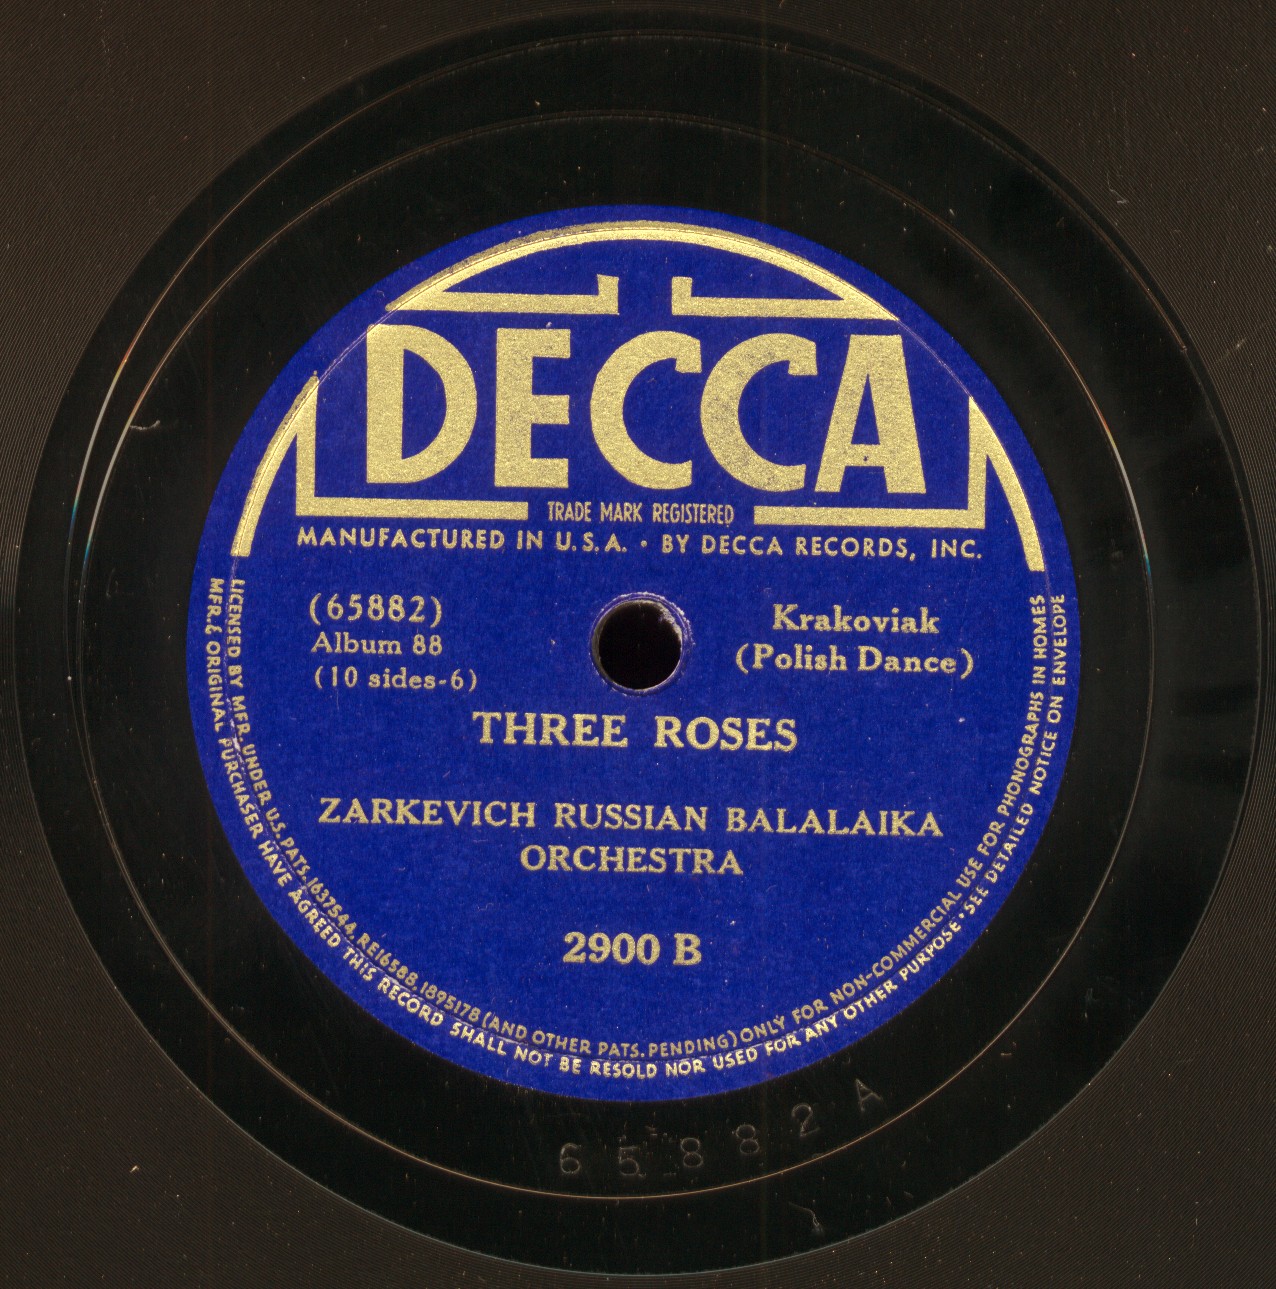 DECCA
TRADE MARK REGISTERED
MANUFACTURED IN U.S.A. · BY DECCA RECORDS, INC.
(65882)
Album 88
(10 sides-6)
Krakoviak
(Polish Dance)
THREE ROSES
ZARKEVICH RUSSIAN BALALAIKA
ORCHESTRA
2900 B
LICENSED BY MFR. UNDER U.S. PATS. 1637544, RE16588, 1895178 (AND OTHER PATS. PENDING) ONLY FOR NON-COMMERCIAL USE FOR PHONOGRAPHS IN HOMES
MFR. & ORIGINAL PURCHASER HAVE AGREED THIS RECORD SHALL NOT BE RESOLD NOR USED FOR ANY OTHER PURPOSE · SEE DETAILED NOTICE ON ENVELOPE
65882 A